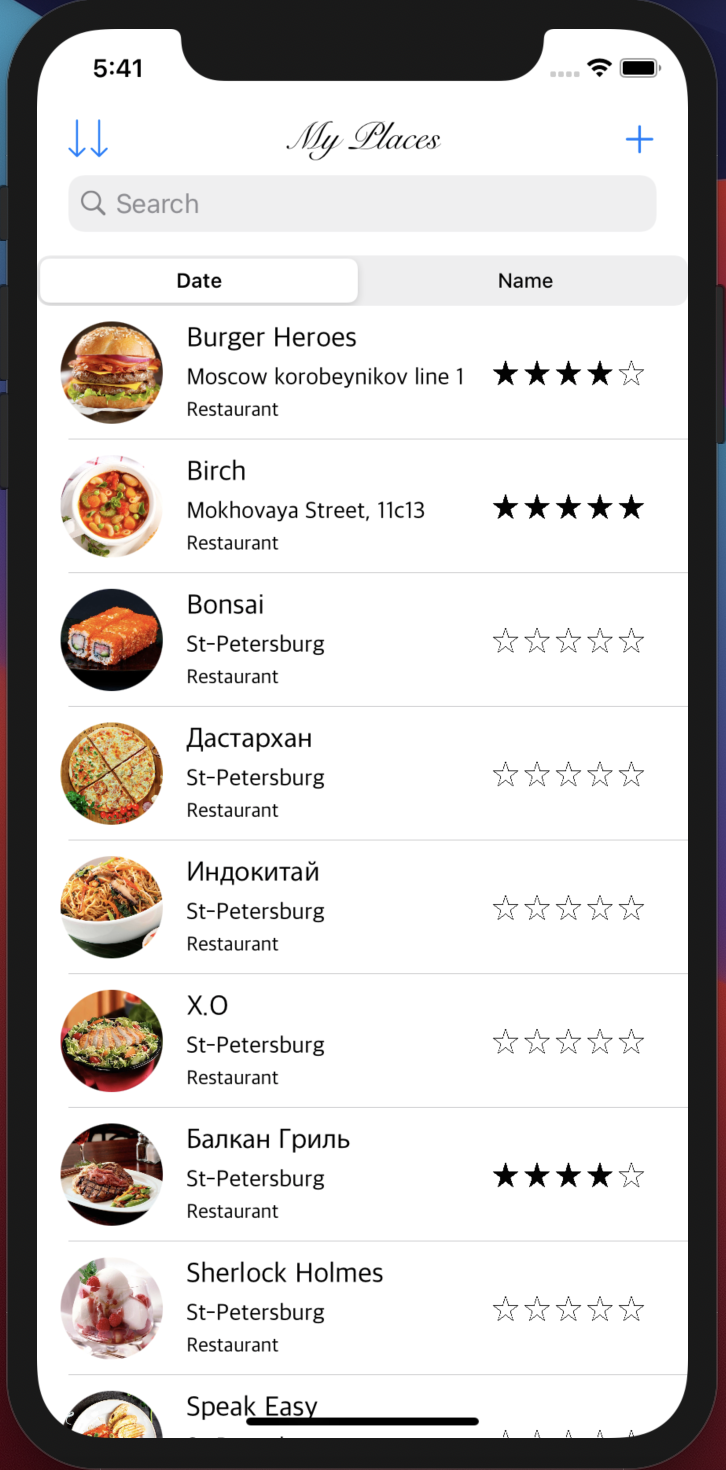 5:41
My Places
Search
Date
Name
Burger Heroes
Moscow korobeynikov line 1
Restaurant
Birch
Mokhovaya Street, 11c13
Restaurant
Bonsai
St-Petersburg
Restaurant
Дастархан
St-Petersburg
Restaurant
Индокитай
St-Petersburg
Restaurant
X.O
St-Petersburg
Restaurant
Балкан Гриль
St-Petersburg
Restaurant
Sherlock Holmes
St-Petersburg
Restaurant
Speak Easy